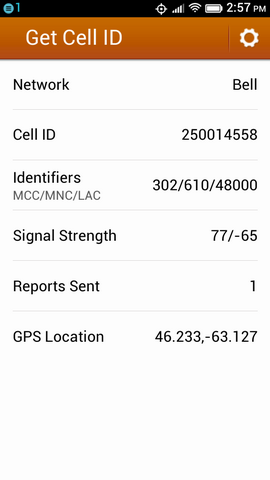 1 2:57 PM
Get Cell ID
Network Bell
Cell ID 250014558
Identifiers 302/610/48000
MCC/MNC/LAC
Signal Strength 77/-65
Reports Sent 1
GPS Location 46.233,-63.127